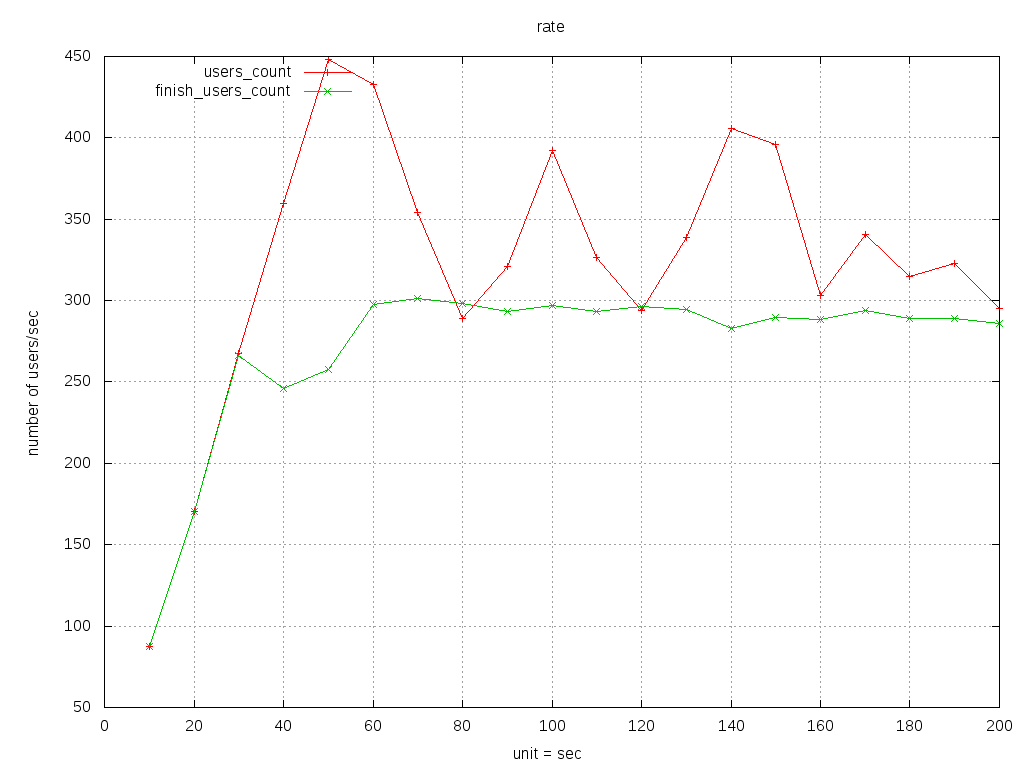 rate
users_count
finish_users_count
450
400
350
300
250
200
150
100
50
number of users/sec
0 20 40 60 80 100 120 140 160 180 200
unit = sec